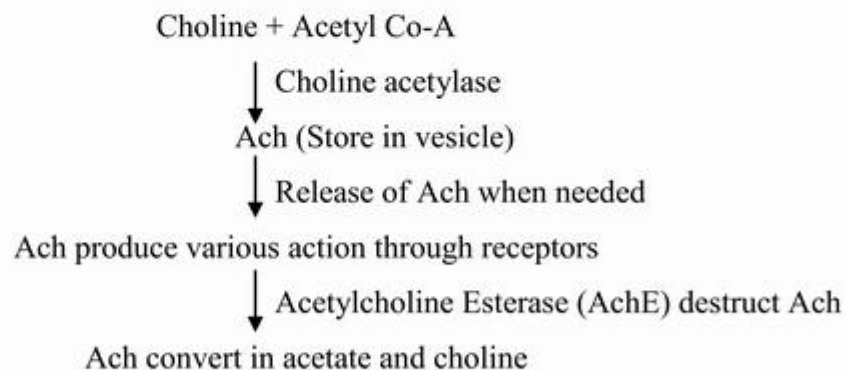 Choline + Acetyl Co-A
Choline acetylase
Ach (Store in vesicle)
Release of Ach when needed
Ach produce various action through receptors
Acetylcholine Esterase (AchE) destruct Ach
Ach convert in acetate and choline